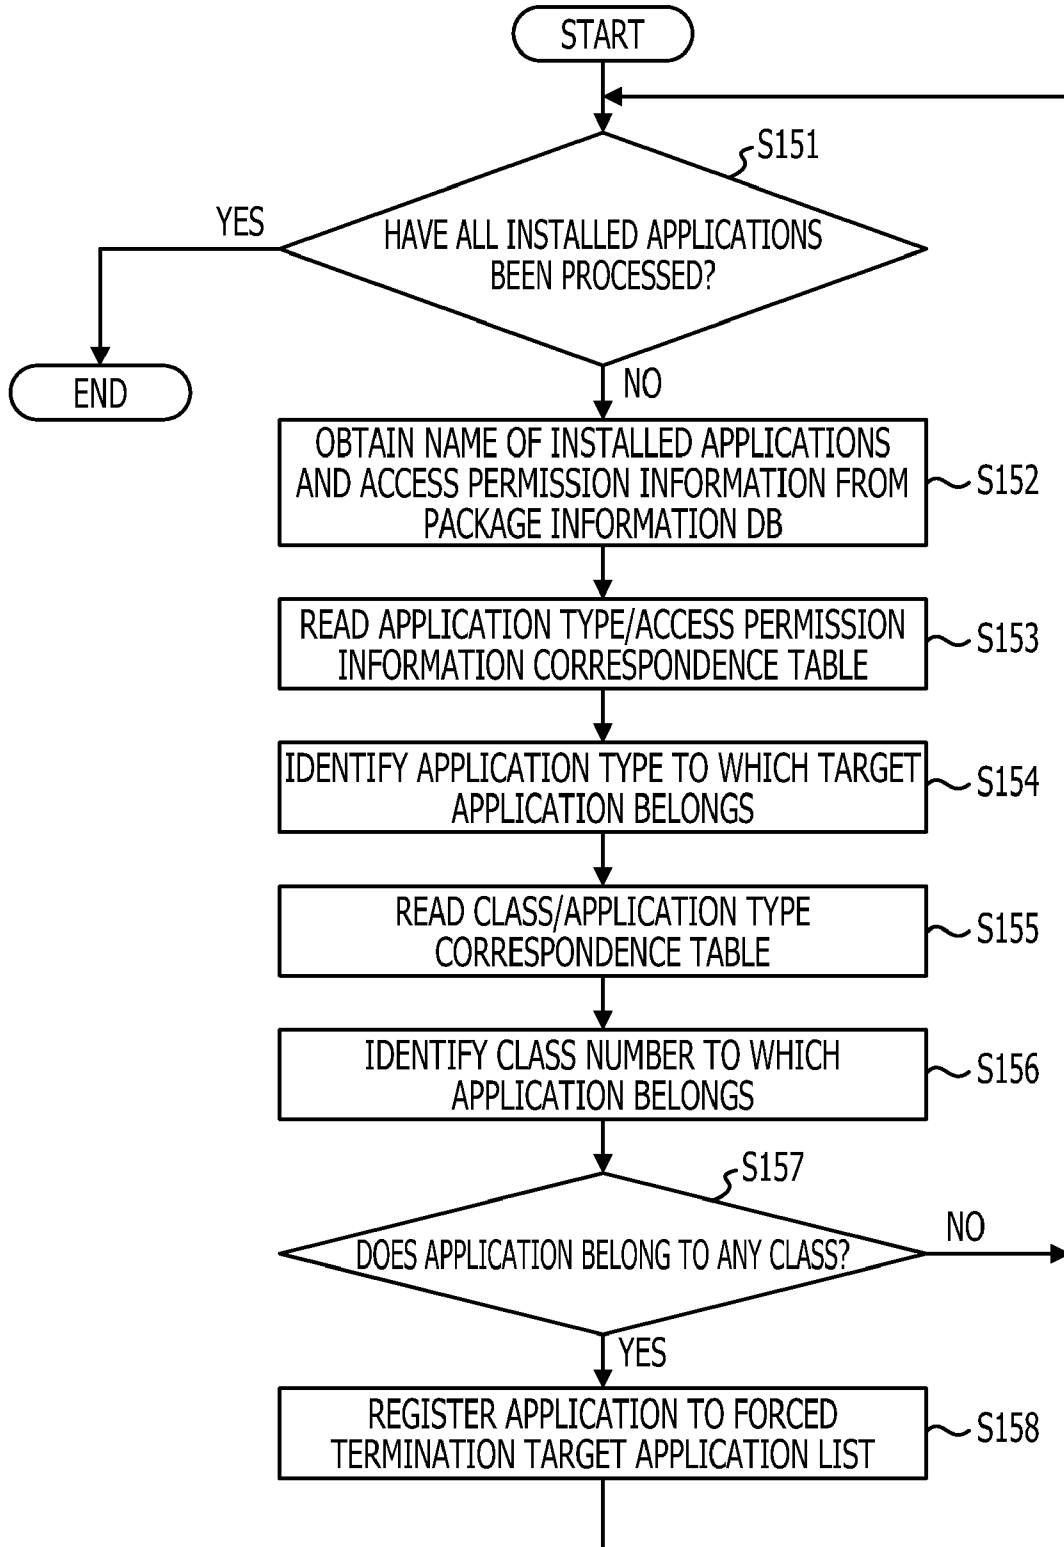 START
S151
YES
HAVE ALL INSTALLED APPLICATIONS
BEEN PROCESSED?
END
NO
OBTAIN NAME OF INSTALLED APPLICATIONS
AND ACCESS PERMISSION INFORMATION FROM
PACKAGE INFORMATION DB
S152
READ APPLICATION TYPE/ACCESS PERMISSION
INFORMATION CORRESPONDENCE TABLE
S153
IDENTIFY APPLICATION TYPE TO WHICH TARGET
APPLICATION BELONGS
S154
READ CLASS/APPLICATION TYPE
CORRESPONDENCE TABLE
S155
IDENTIFY CLASS NUMBER TO WHICH
APPLICATION BELONGS
S156
S157
DOES APPLICATION BELONG TO ANY CLASS?
NO
YES
REGISTER APPLICATION TO FORCED
TERMINATION TARGET APPLICATION LIST
S158